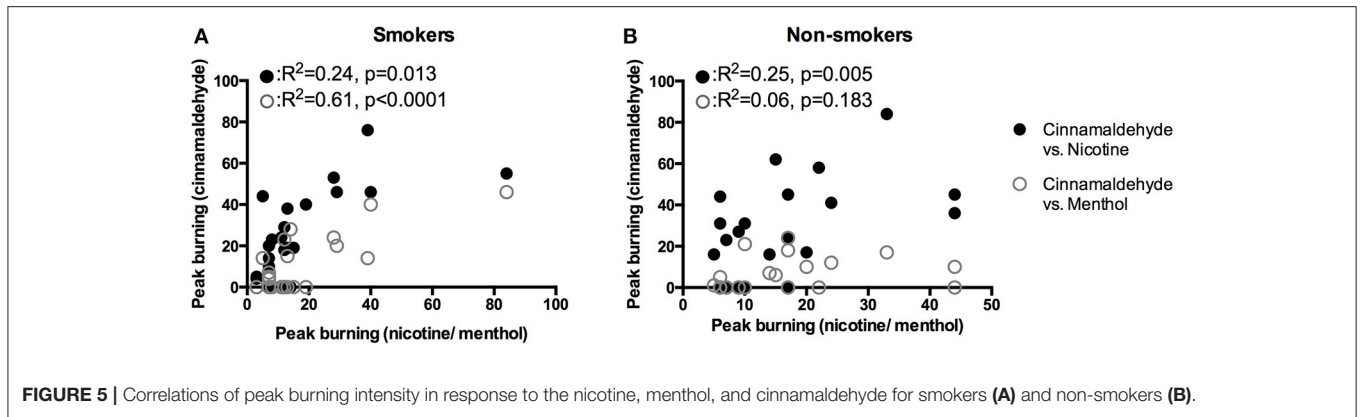 A Smokers
●:R²=0.24, p=0.013
○:R²=0.61, p<0.0001
Peak burning (cinnamaldehyde)
100
80
60
40
20
0
0 20 40 60 80 100
Peak burning (nicotine/ menthol)
B Non-smokers
●:R²=0.25, p=0.005
○:R²=0.06, p=0.183
Peak burning (cinnamaldehyde)
100
80
60
40
20
0
0 10 20 30 40 50
Peak burning (nicotine/ menthol)
Cinnamaldehyde
vs. Nicotine
Cinnamaldehyde
vs. Menthol
FIGURE 5 | Correlations of peak burning intensity in response to the nicotine, menthol, and cinnamaldehyde for smokers (A) and non-smokers (B).